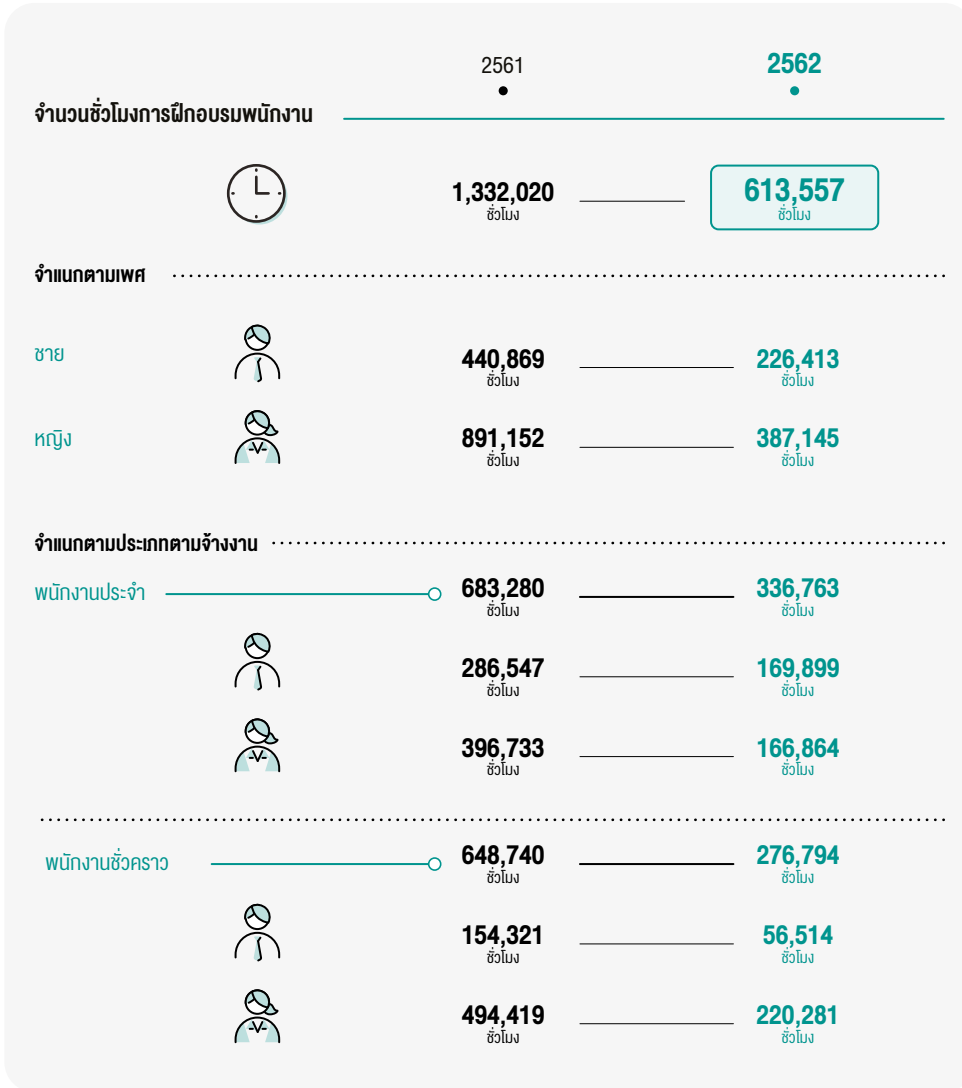 2561 2562
จำนวนชั่วโมงการฝึกอบรมพนักงาน
1,332,020 613,557
ชั่วโมง ชั่วโมง
จำแนกตามเพศ
ชาย 440,869 226,413
ชั่วโมง ชั่วโมง
หญิง 891,152 387,145
ชั่วโมง ชั่วโมง
จำแนกตามประเภทตามจ้างงาน
พนักงานประจำ 683,280 336,763
ชั่วโมง ชั่วโมง
286,547 169,899
ชั่วโมง ชั่วโมง
396,733 166,864
ชั่วโมง ชั่วโมง
พนักงานชั่วคราว 648,740 276,794
ชั่วโมง ชั่วโมง
154,321 56,514
ชั่วโมง ชั่วโมง
494,419 220,281
ชั่วโมง ชั่วโมง